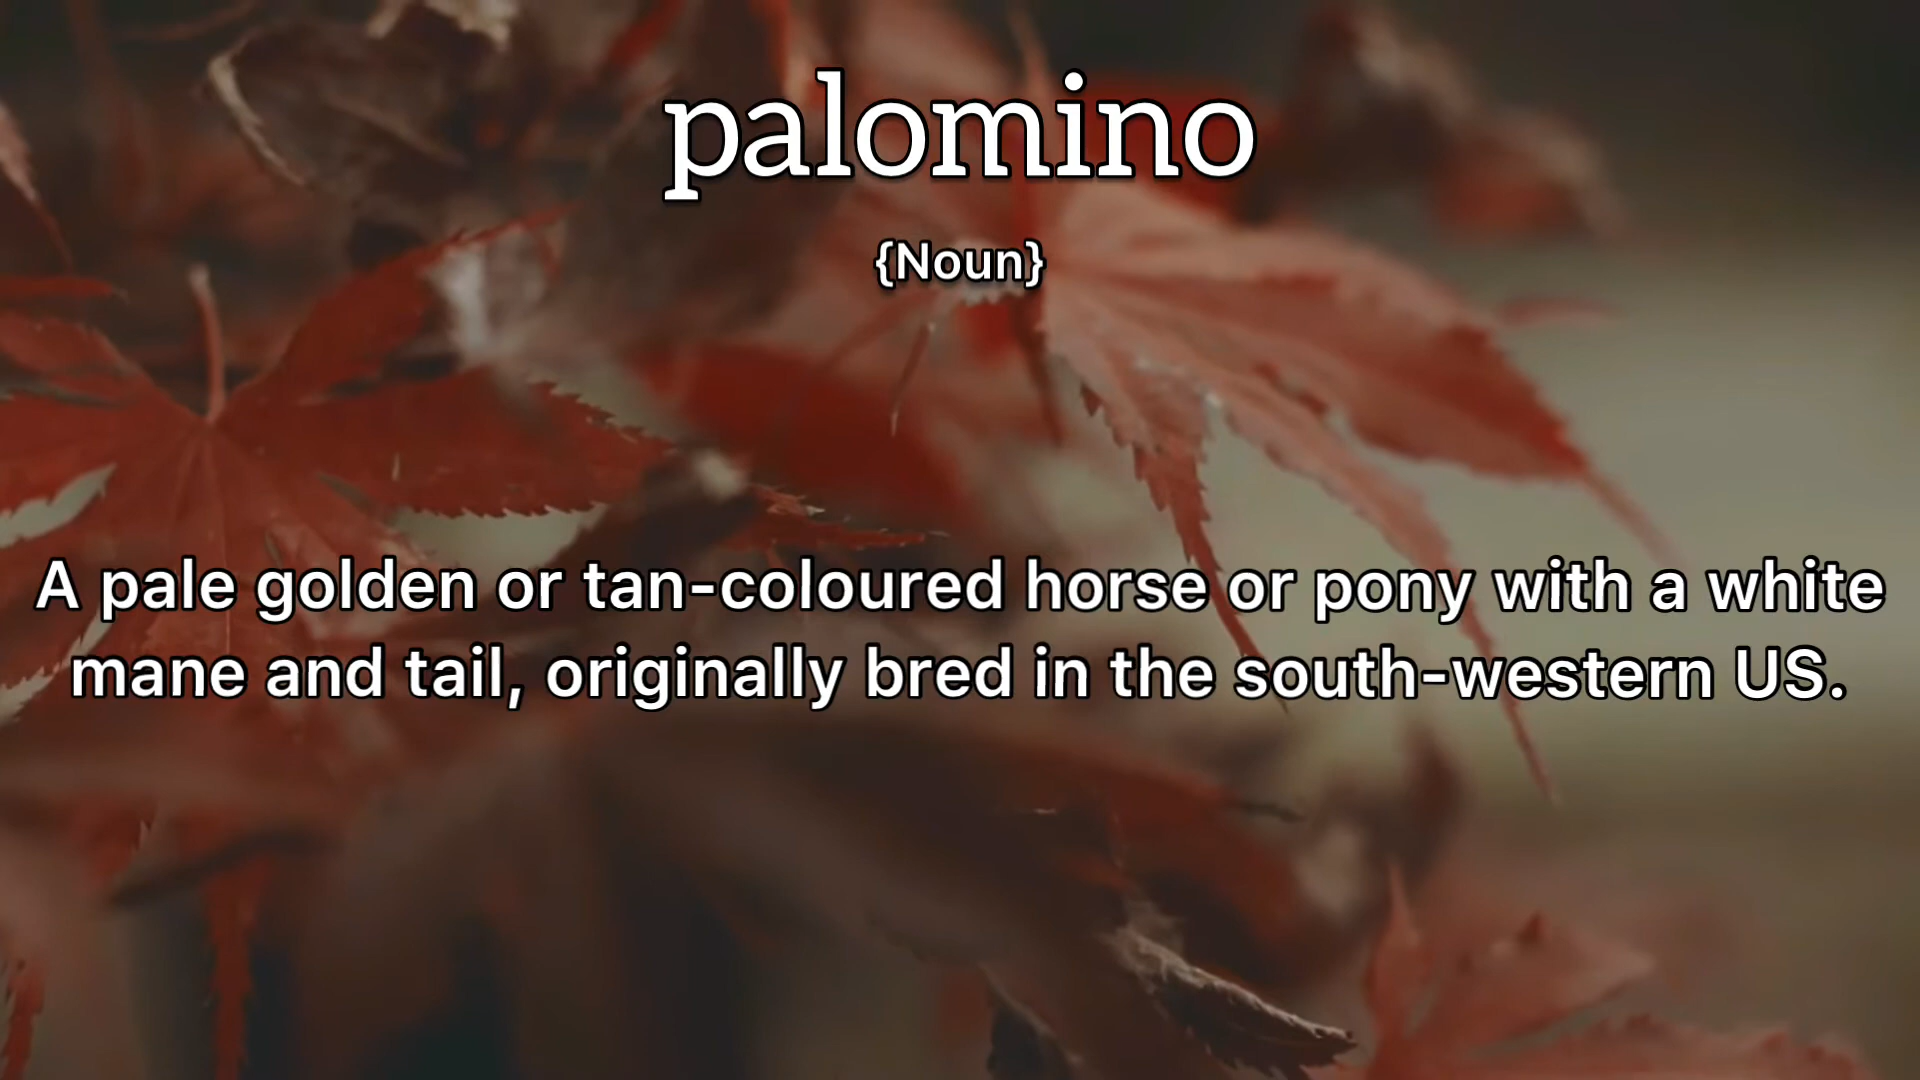 palomino
{Noun}
A pale golden or tan-coloured horse or pony with a white
mane and tail, originally bred in the south-western US.